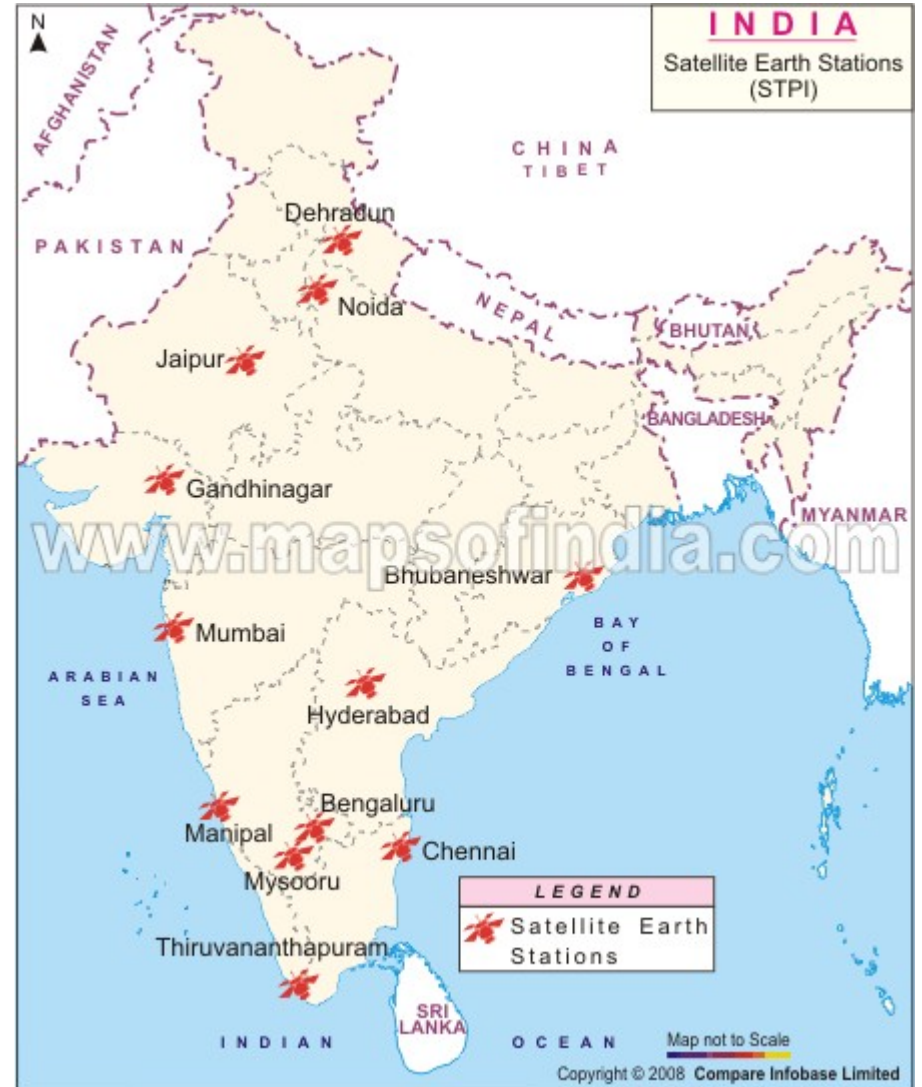 N
INDIA
Satellite Earth Stations
(STPI)
AFGHANISTAN
CHINA
TIBET
PAKISTAN
Dehradun
Noida
NEPAL
BHUTAN
Jaipur
BANGLADESH
Gandhinagar
MYANMAR
www.mapsofindia.com
Bhubaneshwar
Mumbai
BAY
OF
BENGAL
ARABIAN
SEA
Hyderabad
Bengaluru
Manipal
Chennai
Mysooru
LEGEND
Satellite Earth
Stations
Thiruvananthapuram
SRI
LANKA
INDIAN OCEAN
Map not to Scale
Copyright © 2008 Compare Infobase Limited